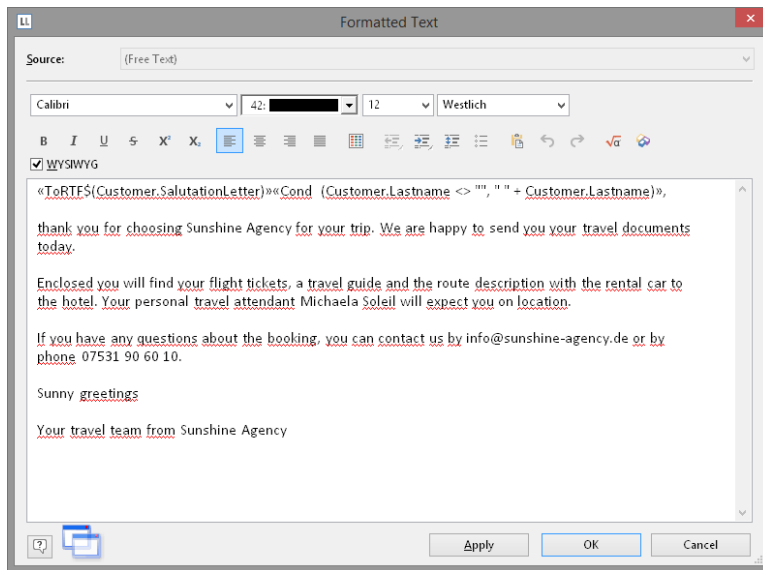 LL
Formatted Text
Source: (Free Text)
Calibri 42: 12 Westlich
B I U S X² X₂ √α
WYSIWYG
«ToRTF$(Customer.SalutationLetter)»«Cond (Customer.Lastname <> "", " " + Customer.Lastname)»,
thank you for choosing Sunshine Agency for your trip. We are happy to send you your travel documents
today.
Enclosed you will find your flight tickets, a travel guide and the route description with the rental car to
the hotel. Your personal travel attendant Michaela Soleil will expect you on location.
If you have any questions about the booking, you can contact us by info@sunshine-agency.de or by
phone 07531 90 60 10.
Sunny greetings
Your travel team from Sunshine Agency
? Apply OK Cancel